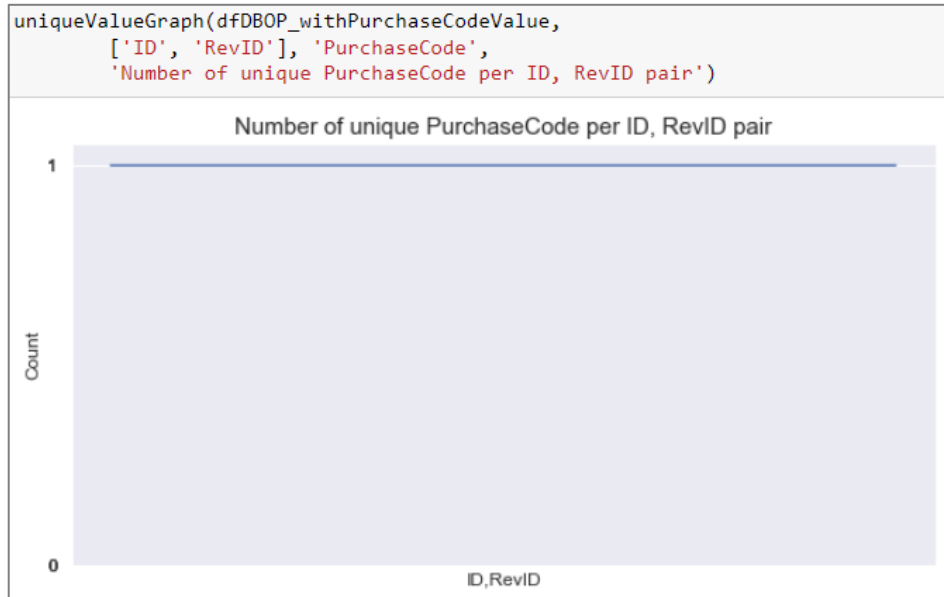 uniqueValueGraph(dfDBOP_withPurchaseCodeValue,
['ID', 'RevID'], 'PurchaseCode',
'Number of unique PurchaseCode per ID, RevID pair')
Number of unique PurchaseCode per ID, RevID pair
1
Count
0
ID,RevID